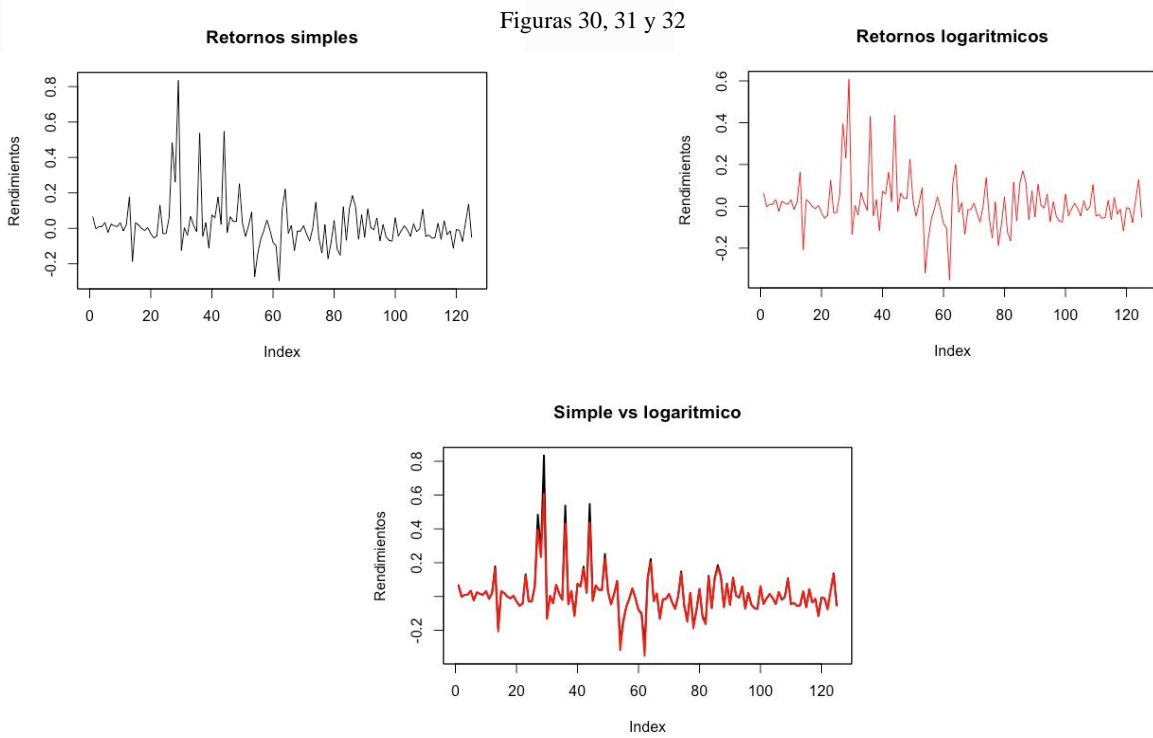 Figuras 30, 31 y 32
Retornos simples
Rendimientos
0.8
0.6
0.4
0.2
0.0
-0.2
0 20 40 60 80 100 120
Index
Retornos logaritmicos
Rendimientos
0.6
0.4
0.2
0.0
-0.2
0 20 40 60 80 100 120
Index
Simple vs logaritmico
Rendimientos
0.8
0.6
0.4
0.2
-0.2
0 20 40 60 80 100 120
Index